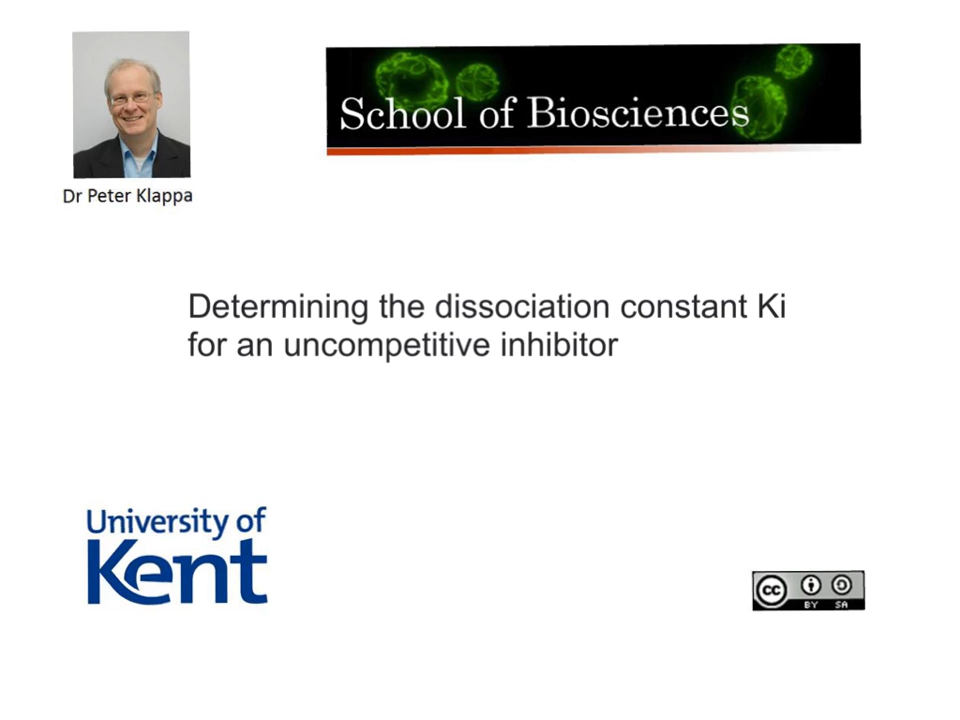 School of Biosciences
Dr Peter Klappa
Determining the dissociation constant Ki
for an uncompetitive inhibitor
University of
Kent
cc
BY SA